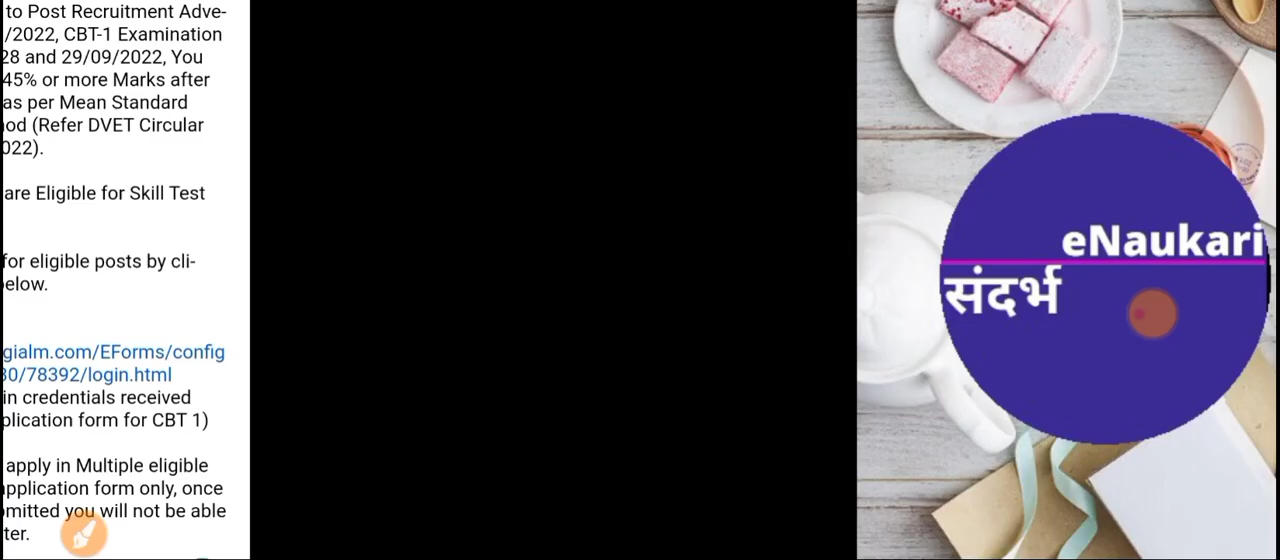 to Post Recruitment Adve-
/2022, CBT-1 Examination
28 and 29/09/2022, You
45% or more Marks after
as per Mean Standard
od (Refer DVET Circular
022).
are Eligible for Skill Test
for eligible posts by cli-
elow.
gialm.com/EForms/config
30/78392/login.html
in credentials received
plication form for CBT 1)
apply in Multiple eligible
application form only, once
omitted you will not be able
ter.
eNaukari
संदर्भ